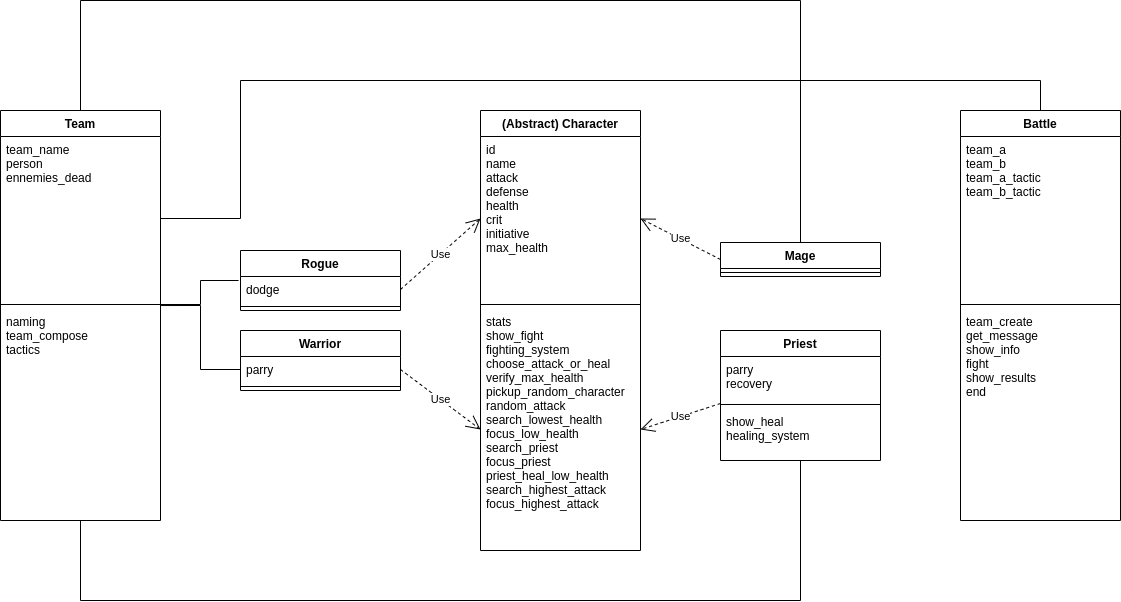 Team
team_name
person
ennemies_dead
naming
team_compose
tactics
Rogue
dodge
Warrior
parry
Use
Use
(Abstract) Character
id
name
attack
defense
health
crit
initiative
max_health
stats
show_fight
fighting_system
choose_attack_or_heal
verify_max_health
pickup_random_character
random_attack
search_lowest_health
focus_low_health
search_priest
focus_priest
priest_heal_low_health
search_highest_attack
focus_highest_attack
Use
Use
Mage
Priest
parry
recovery
show_heal
healing_system
Battle
team_a
team_b
team_a_tactic
team_b_tactic
team_create
get_message
show_info
fight
show_results
end